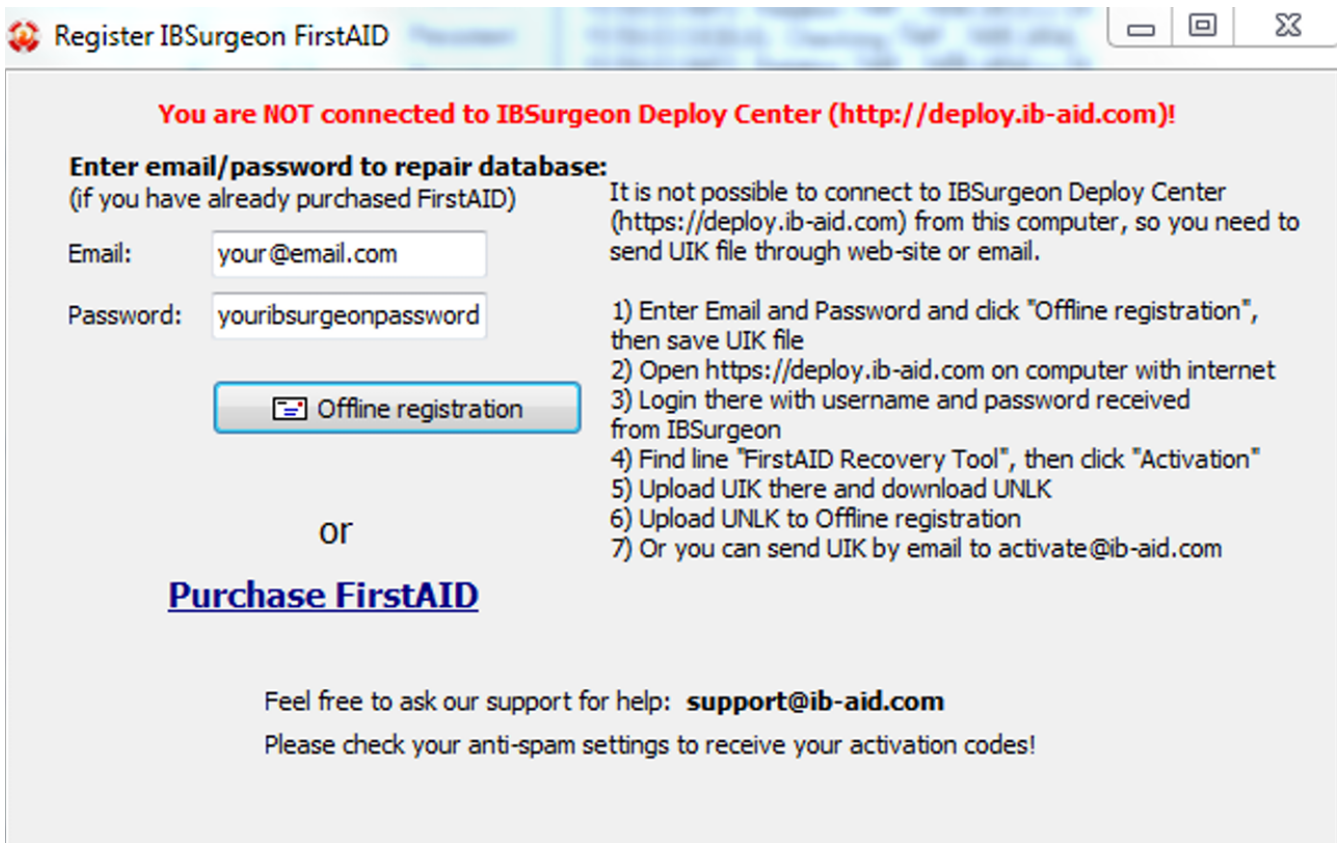 Register IBSurgeon FirstAID
You are NOT connected to IBSurgeon Deploy Center (http://deploy.ib-aid.com)!
Enter email/password to repair database:
(if you have already purchased FirstAID)
Email:
your@email.com
Password:
youribsurgeonpassword
Offline registration
or
Purchase FirstAID
It is not possible to connect to IBSurgeon Deploy Center
(https://deploy.ib-aid.com) from this computer, so you need to
send UIK file through web-site or email.
1) Enter Email and Password and click "Offline registration",
then save UIK file
2) Open https://deploy.ib-aid.com on computer with internet
3) Login there with username and password received
from IBSurgeon
4) Find line "FirstAID Recovery Tool", then click "Activation"
5) Upload UIK there and download UNLK
6) Upload UNLK to Offline registration
7) Or you can send UIK by email to activate@ib-aid.com
Feel free to ask our support for help: support@ib-aid.com
Please check your anti-spam settings to receive your activation codes!